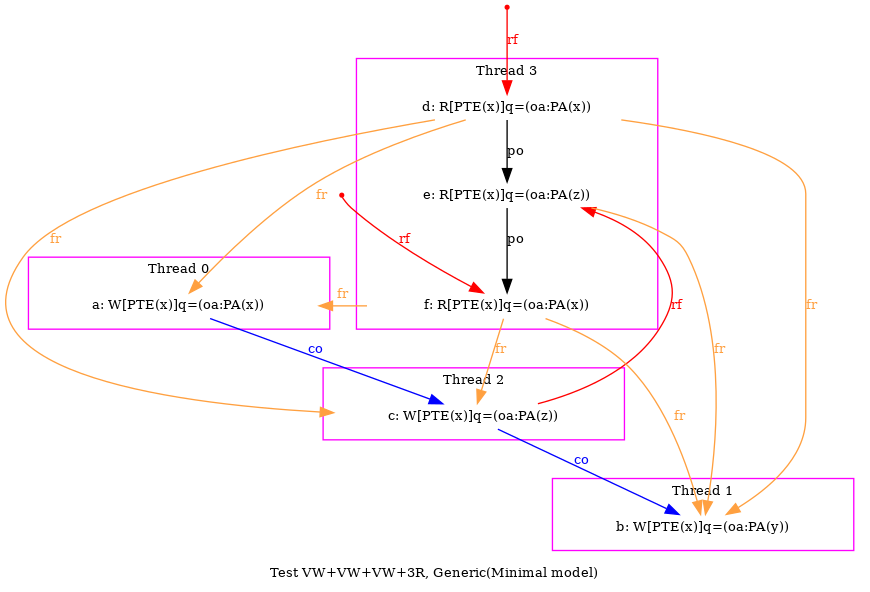 rf
Thread 3
d: R[PTE(x)]q=(oa:PA(x))
po
e: R[PTE(x)]q=(oa:PA(z))
fr
fr
rf
po
Thread 0
a: W[PTE(x)]q=(oa:PA(x))
fr
f: R[PTE(x)]q=(oa:PA(x))
rf
fr
co
fr
fr
Thread 2
c: W[PTE(x)]q=(oa:PA(z))
fr
co
Thread 1
b: W[PTE(x)]q=(oa:PA(y))
Test VW+VW+VW+3R, Generic(Minimal model)